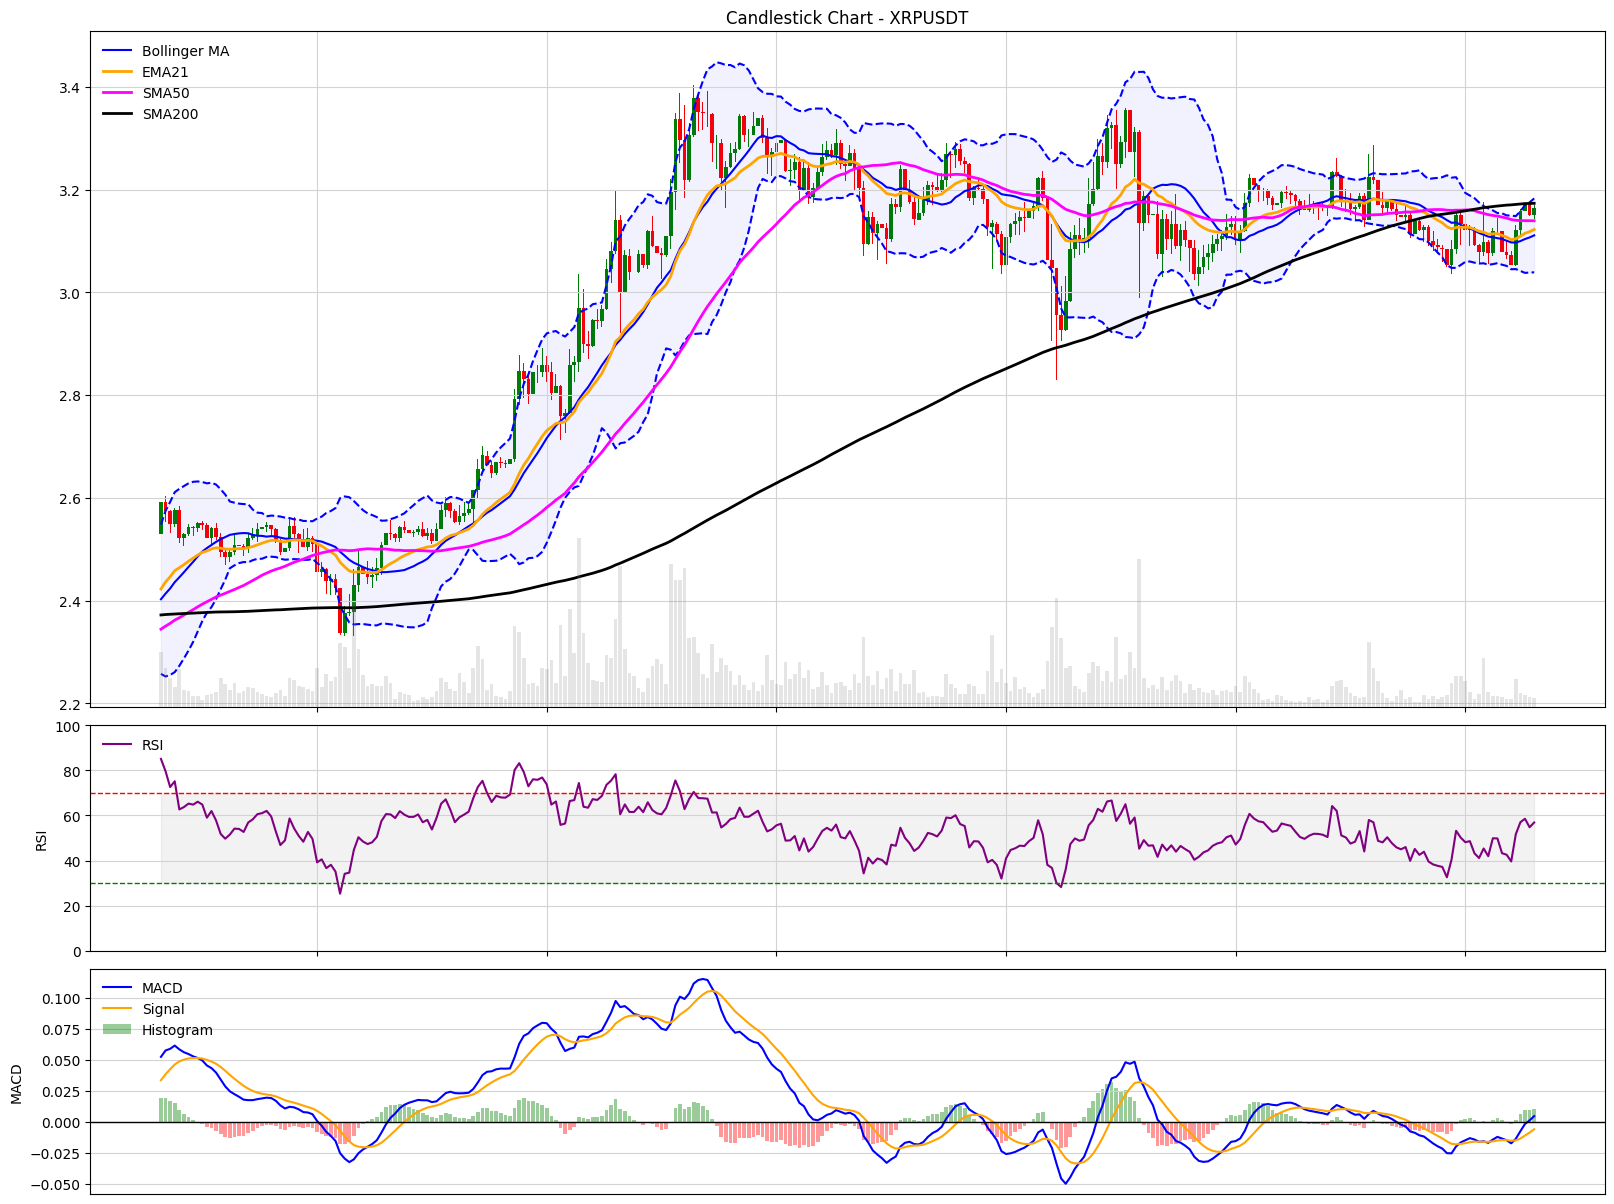 Candlestick Chart - XRPUSDT
Bollinger MA
EMA21
SMA50
SMA200
3.4
3.2
3.0
2.8
2.6
2.4
2.2
RSI
100
80
60
40
20
0
RSI
MACD
Signal
Histogram
0.100
0.075
0.050
0.025
0.000
−0.025
−0.050
MACD